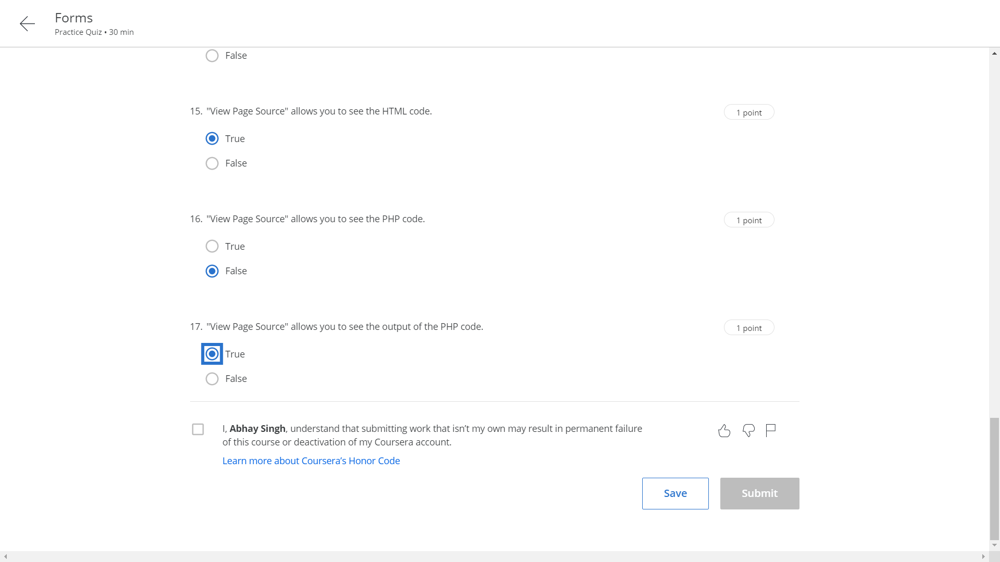 Forms
Practice Quiz • 30 min
False
15. "View Page Source" allows you to see the HTML code.
1 point
True
False
16. "View Page Source" allows you to see the PHP code.
1 point
True
False
17. "View Page Source" allows you to see the output of the PHP code.
1 point
True
False
I, Abhay Singh, understand that submitting work that isn’t my own may result in permanent failure
of this course or deactivation of my Coursera account.
Learn more about Coursera’s Honor Code
Save
Submit